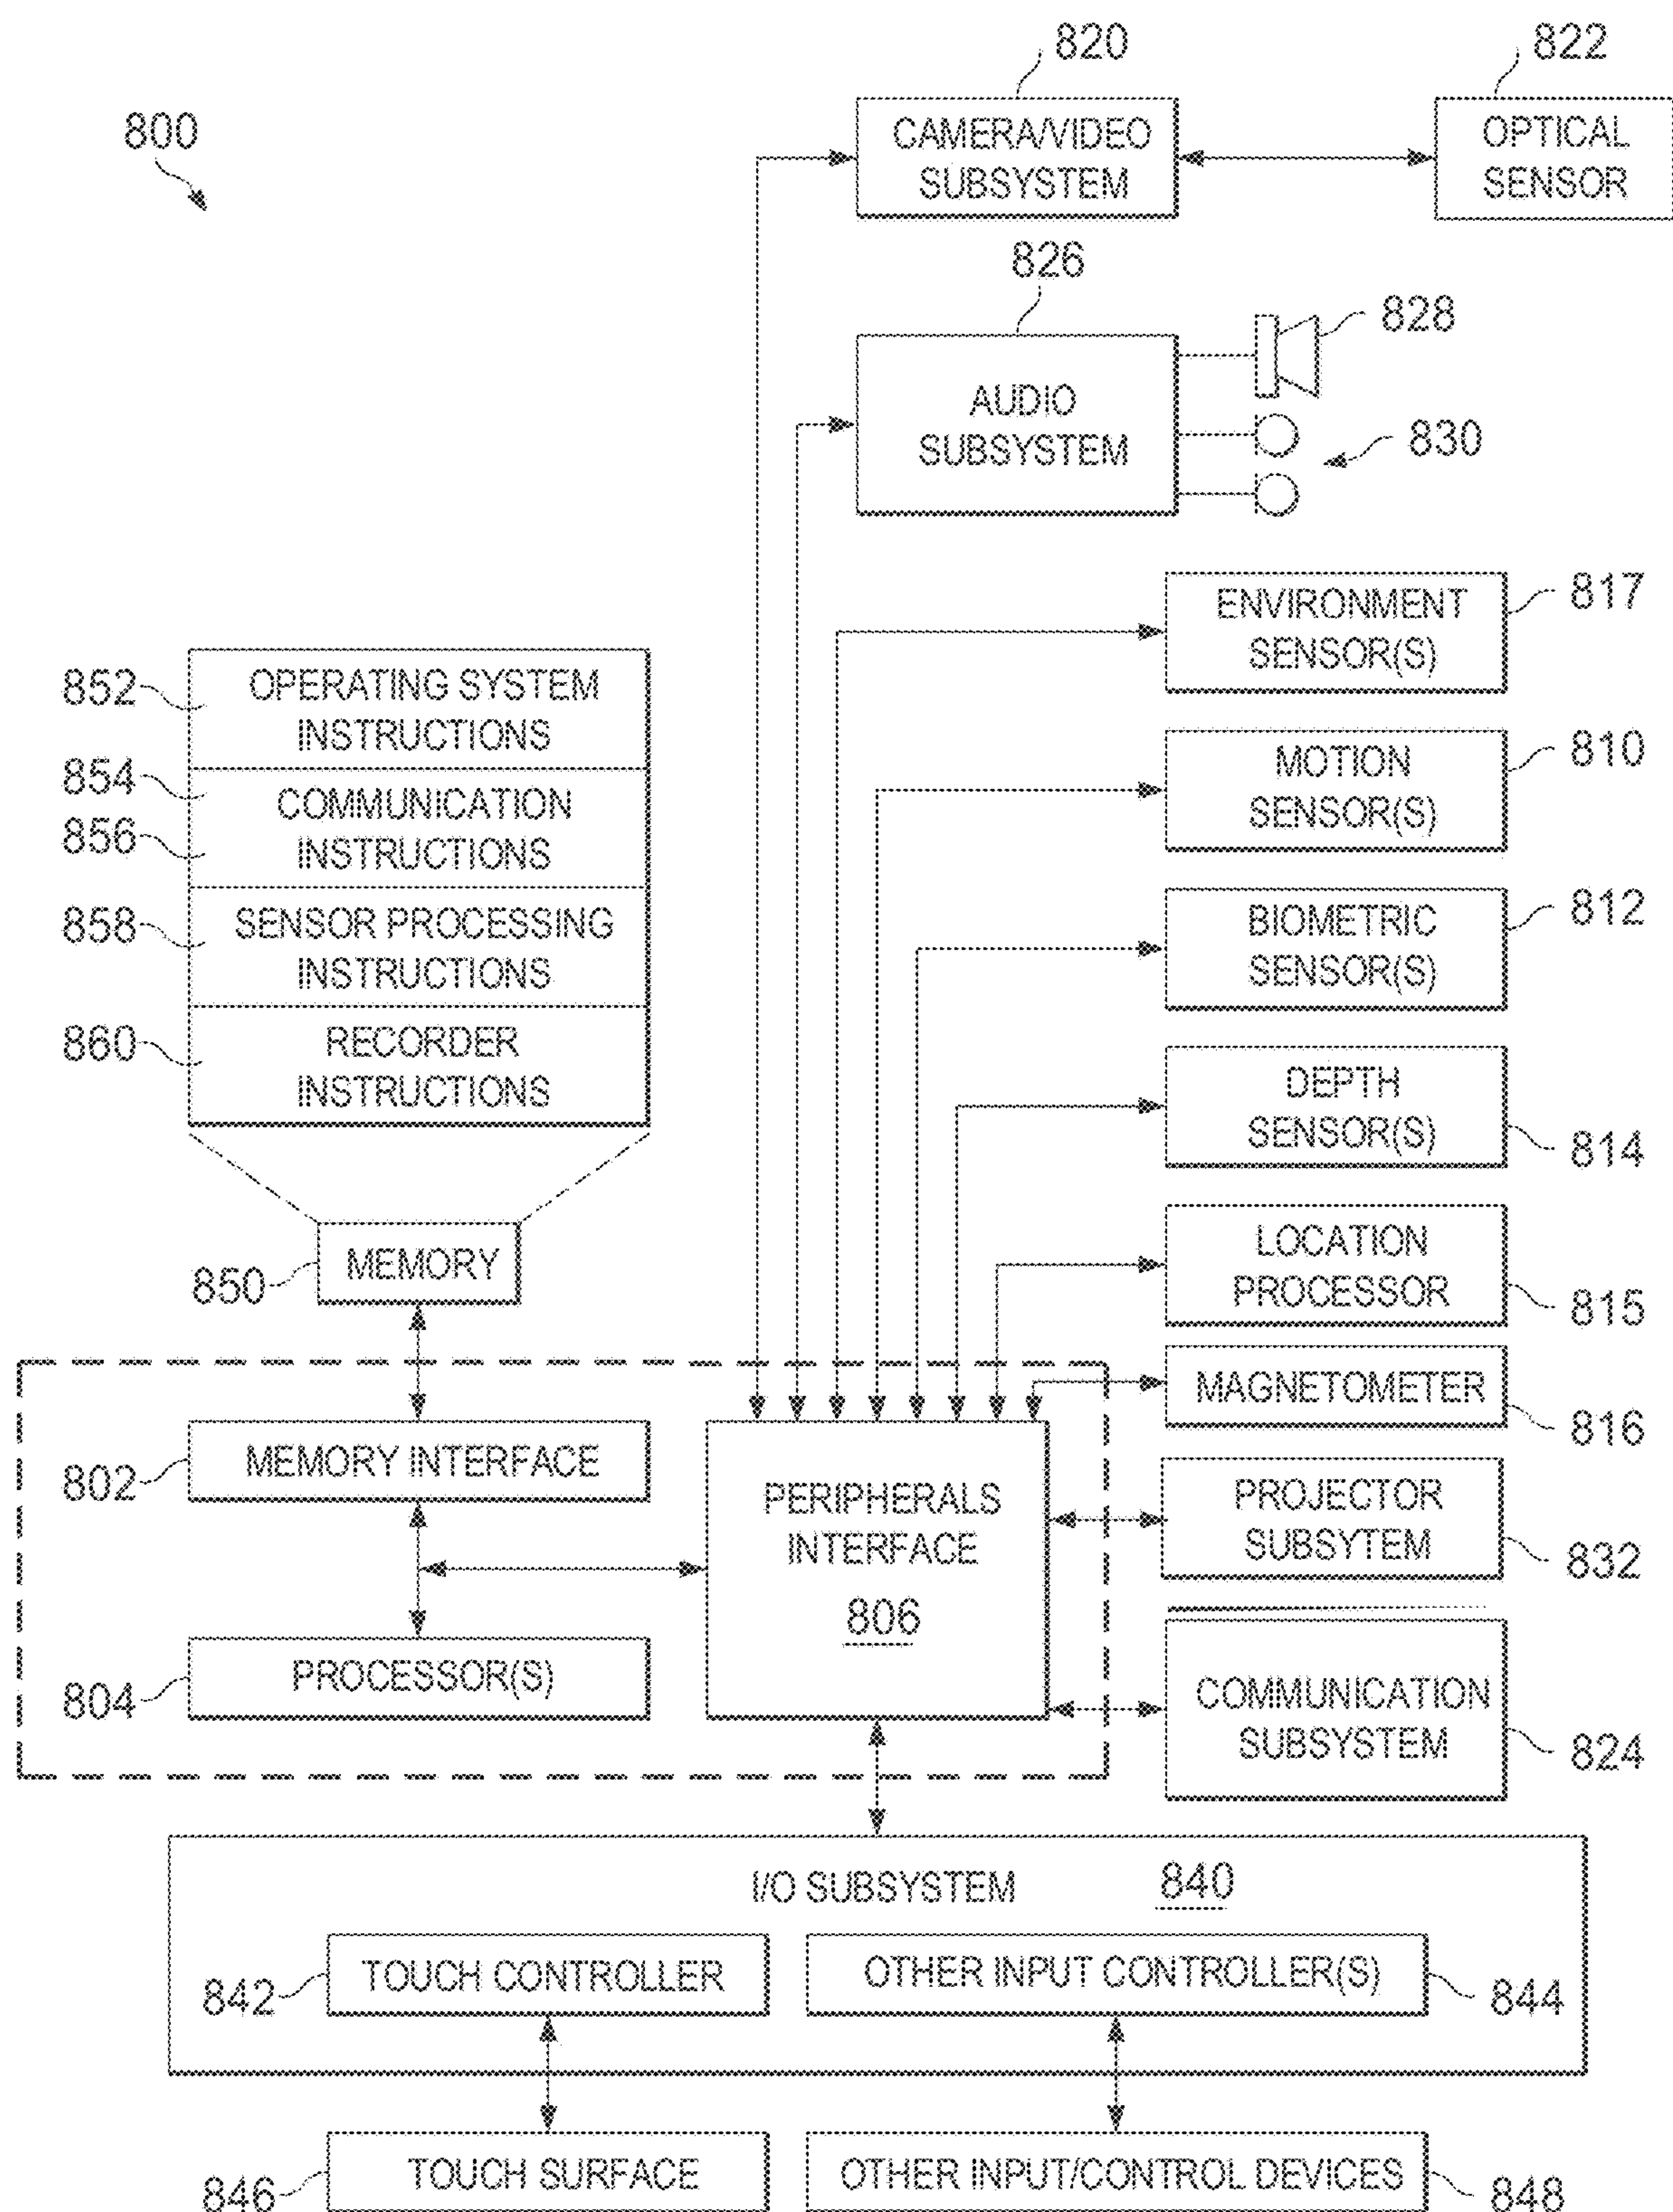 800
820
822
CAMERA/VIDEO
SUBSYSTEM
OPTICAL
SENSOR
826
828
AUDIO
SUBSYSTEM
830
817
ENVIRONMENT
SENSOR(S)
852
OPERATING SYSTEM
INSTRUCTIONS
810
MOTION
SENSOR(S)
854
COMMUNICATION
INSTRUCTIONS
856
812
BIOMETRIC
SENSOR(S)
858
SENSOR PROCESSING
INSTRUCTIONS
860
RECORDER
INSTRUCTIONS
DEPTH
SENSOR(S)
814
850
MEMORY
LOCATION
PROCESSOR
815
MAGNETOMETER
816
802
MEMORY INTERFACE
PERIPHERALS
INTERFACE
806
PROJECTOR
SUBSYTEM
832
804
PROCESSOR(S)
COMMUNICATION
SUBSYSTEM
824
I/O SUBSYSTEM 840
842
TOUCH CONTROLLER
OTHER INPUT CONTROLLER(S)
844
846
TOUCH SURFACE
OTHER INPUT/CONTROL DEVICES
848